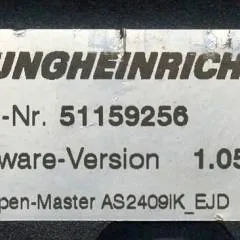 UNGHEINRICH
-Nr. 51159256
ware-Version 1.05
pen-Master AS2409iK_EJD